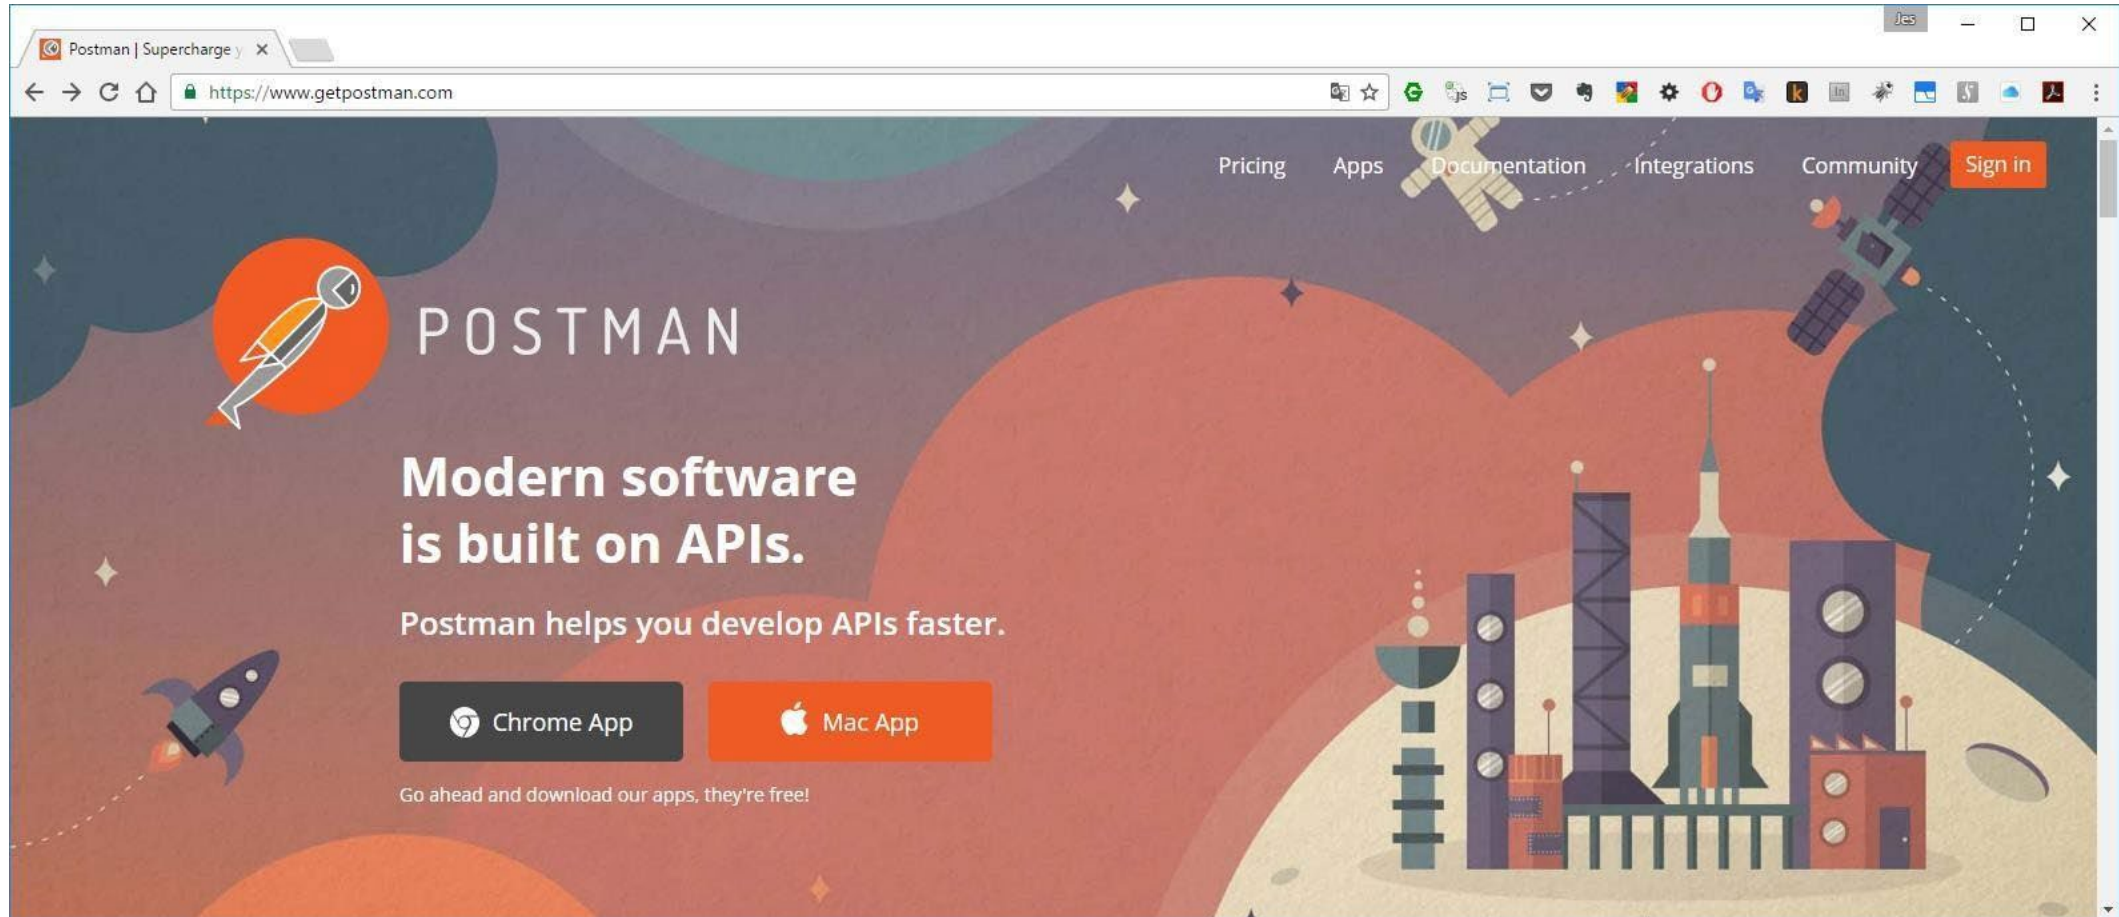 Jes
Postman | Supercharge y
https://www.getpostman.com
Pricing Apps Documentation Integrations Community Sign in
POSTMAN
Modern software
is built on APIs.
Postman helps you develop APIs faster.
Chrome App Mac App
Go ahead and download our apps, they're free!